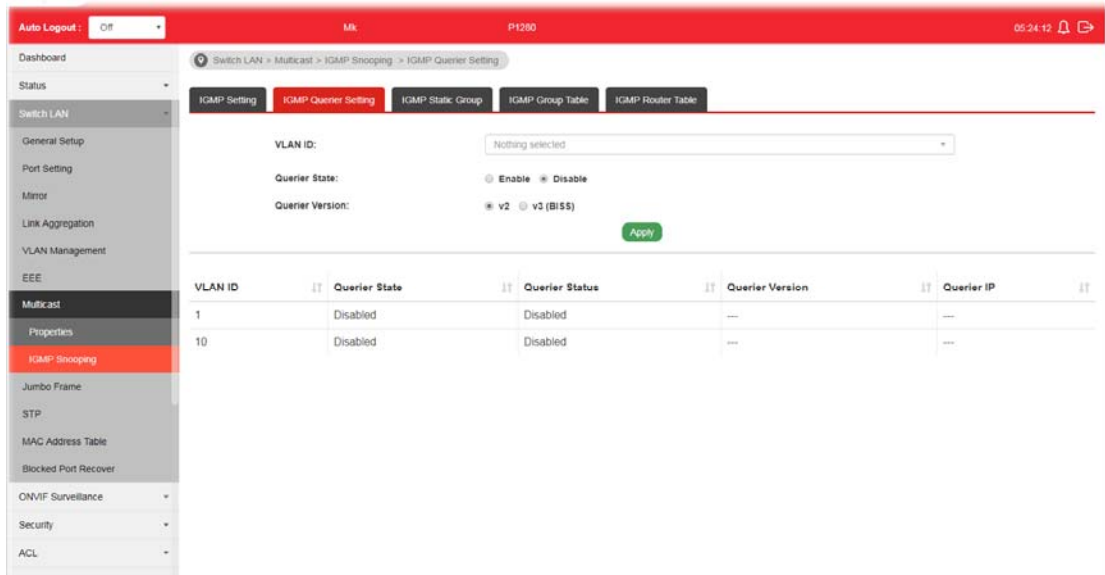 Auto Logout : Off Mk P1280 05:24:12
Dashboard
Status
Switch LAN
General Setup
Port Setting
Mirror
Link Aggregation
VLAN Management
EEE
Multicast
Properties
IGMP Snooping
Jumbo Frame
STP
MAC Address Table
Blocked Port Recover
ONVIF Surveillance
Security
ACL
Switch LAN > Multicast > IGMP Snooping > IGMP Querier Setting
IGMP Setting IGMP Querier Setting IGMP Static Group IGMP Group Table IGMP Router Table
VLAN ID: Nothing selected
Querier State: Enable Disable
Querier Version: v2 v3 (BISS)
Apply
VLAN ID Querier State Querier Status Querier Version Querier IP
1 Disabled Disabled --- ---
10 Disabled Disabled --- ---